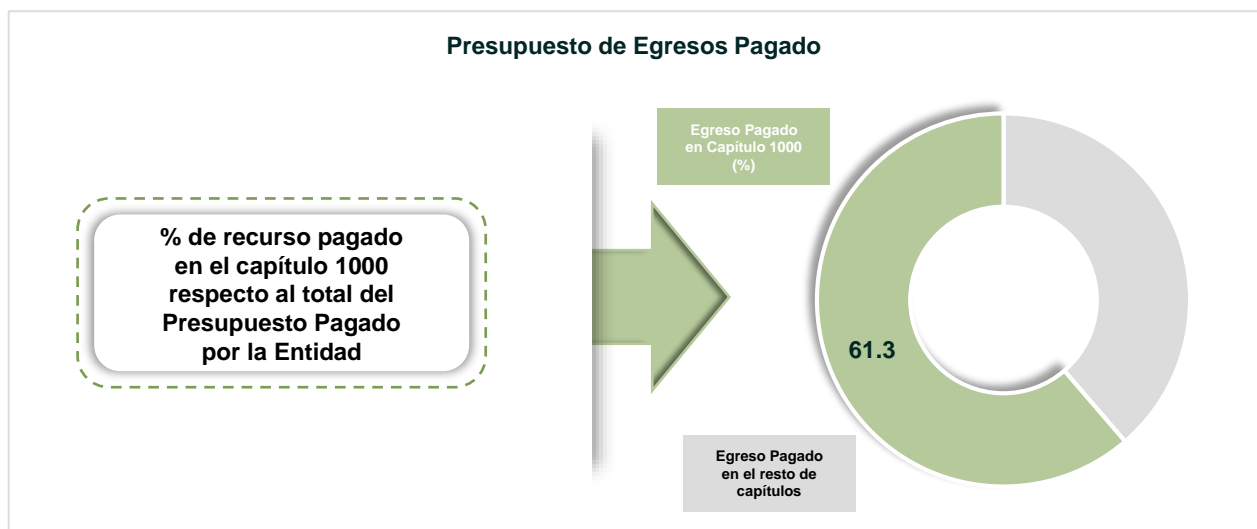 Presupuesto de Egresos Pagado
% de recurso pagado
en el capítulo 1000
respecto al total del
Presupuesto Pagado
por la Entidad
Egreso Pagado
en Capítulo 1000
(%)
61.3
Egreso Pagado
en el resto de
capítulos